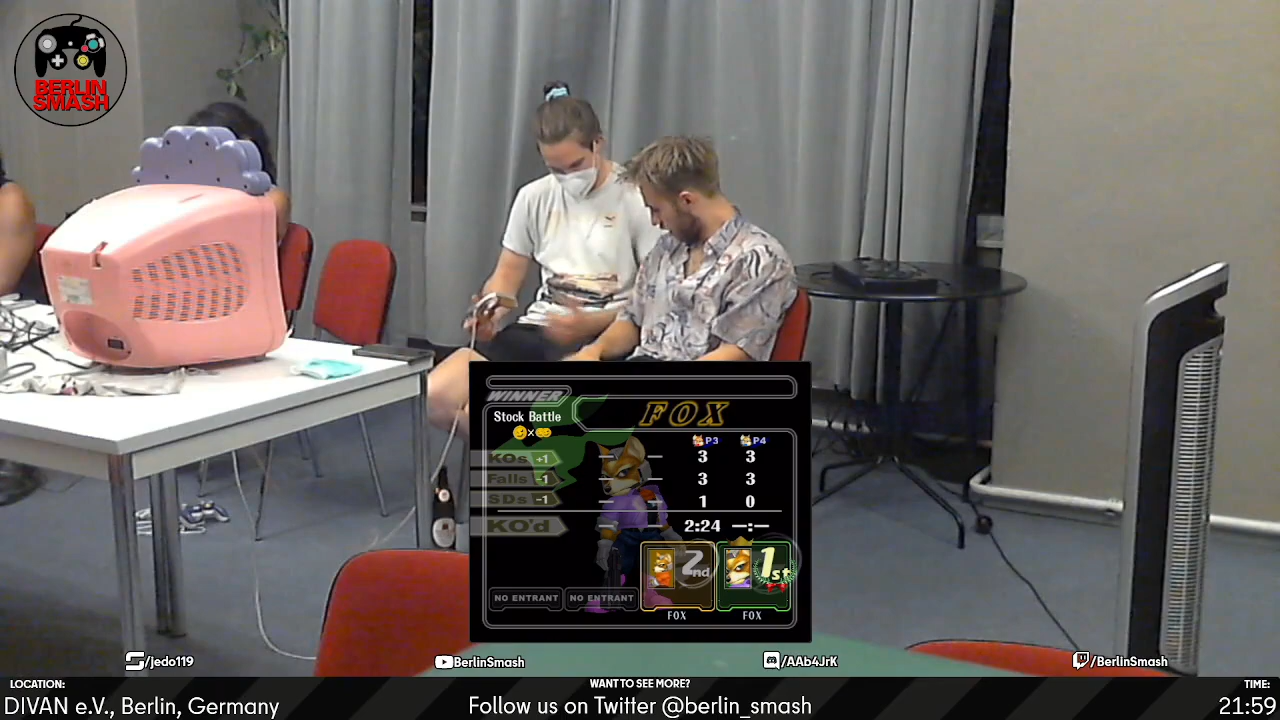 BERLIN
SMASH
WINNER
FOX
Stock Battle
x
P3 P4
KOs +1 3 3
Falls -1 3 3
SDs -1 1 0
KO'd 2:24 —:—
2nd 1st
NO ENTRANT NO ENTRANT
FOX FOX
/Jedo119
BerlinSmash
/AAb4JrK
/BerlinSmash
LOCATION:
DIVAN e.V., Berlin, Germany
WANT TO SEE MORE?
Follow us on Twitter @berlin_smash
TIME:
21:59